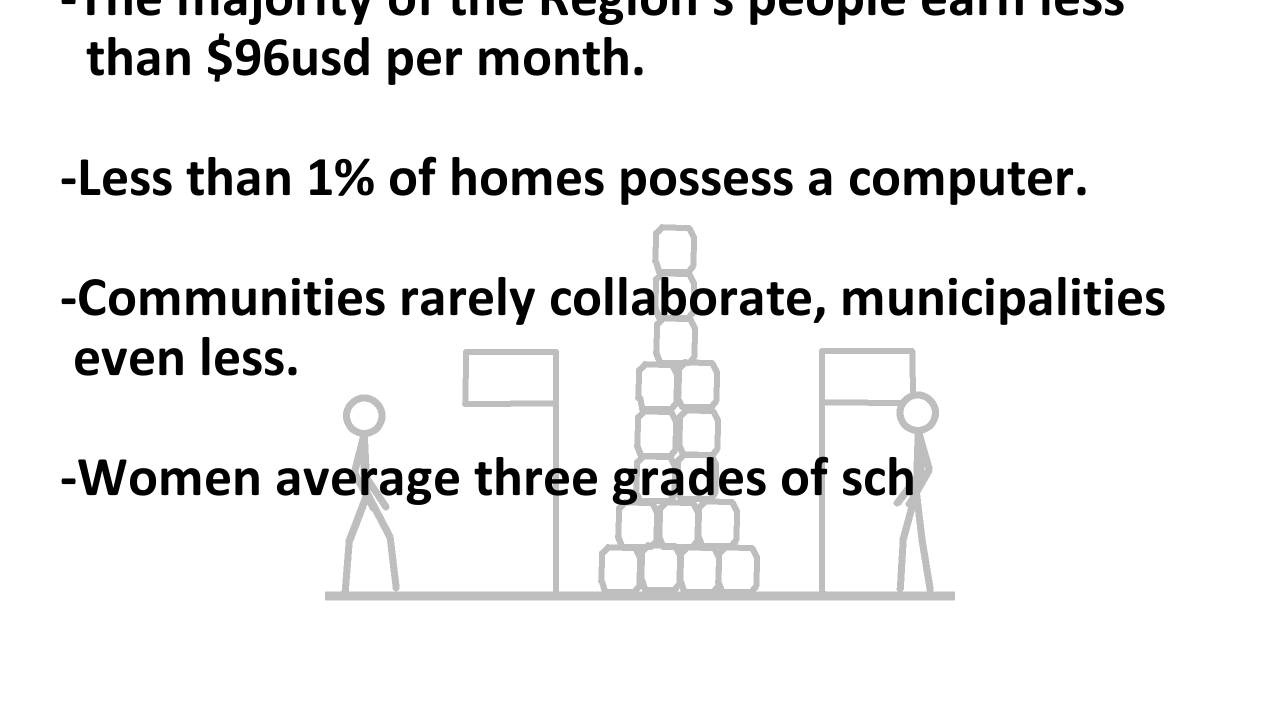 -The majority of the Region's people earn less
than $96usd per month.
-Less than 1% of homes possess a computer.
-Communities rarely collaborate, municipalities
even less.
-Women average three grades of sch